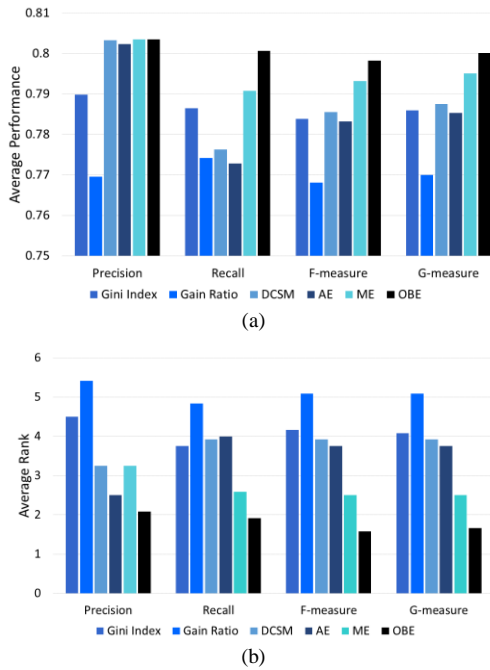 0.81
0.8
0.79
0.78
0.77
0.76
0.75
Average Performance
Precision Recall F-measure G-measure
Gini Index Gain Ratio DCSM AE ME OBE
(a)
6
5
4
3
2
1
0
Average Rank
Precision Recall F-measure G-measure
Gini Index Gain Ratio DCSM AE ME OBE
(b)